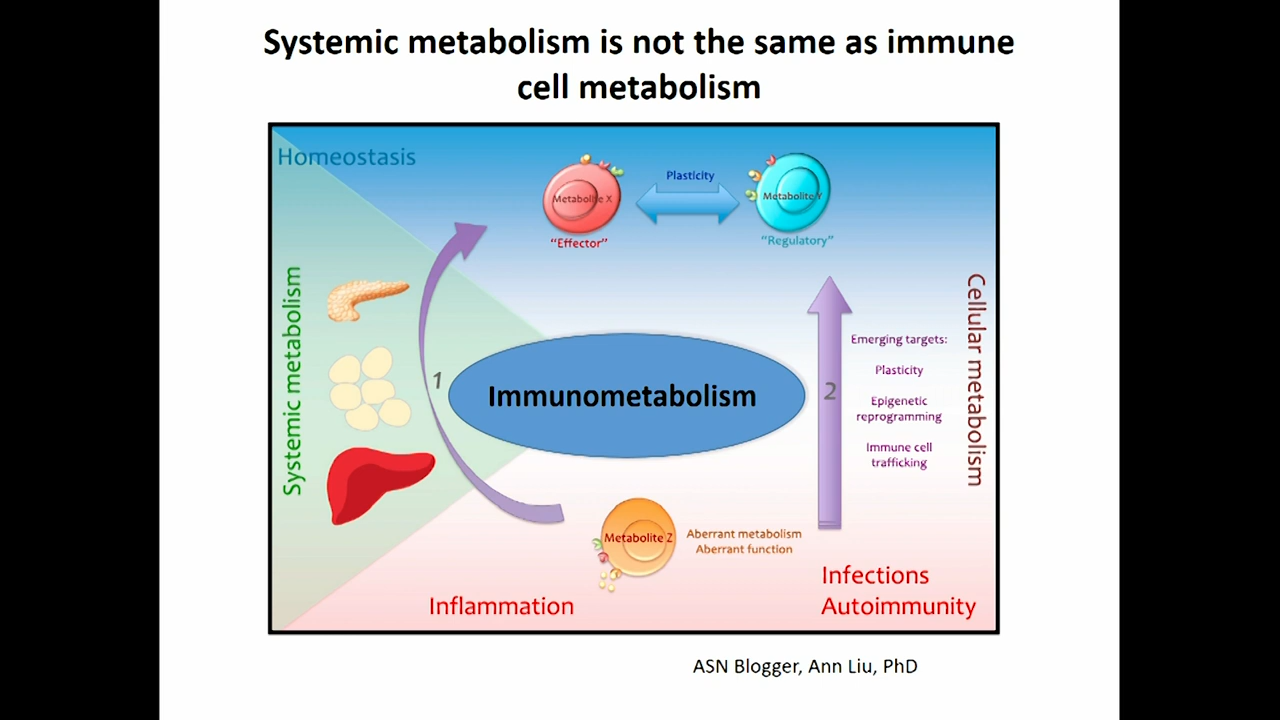 Systemic metabolism is not the same as immune
cell metabolism
Homeostasis
Plasticity
Metabolite X
Metabolite Y
"Effector"
"Regulatory"
Systemic metabolism
Cellular metabolism
1
Immunometabolism
2
Emerging targets:
Plasticity
Epigenetic
reprogramming
Immune cell
trafficking
Metabolite Z
Aberrant metabolism
Aberrant function
Inflammation
Infections
Autoimmunity
ASN Blogger, Ann Liu, PhD